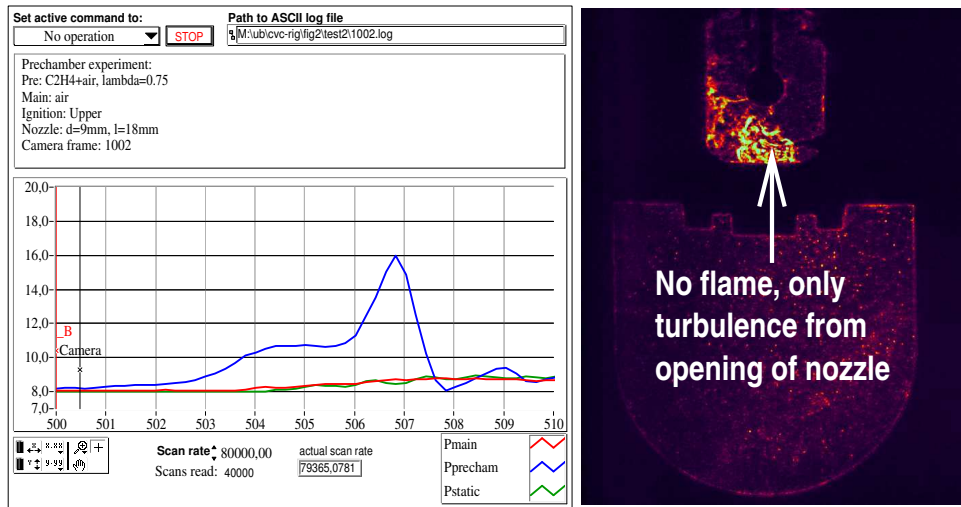 Set active command to:
Path to ASCII log file
No operation
STOP
M:\ub\cvc-rig\fig2\test2\1002.log
Prechamber experiment:
Pre: C2H4+air, lambda=0.75
Main: air
Ignition: Upper
Nozzle: d=9mm, l=18mm
Camera frame: 1002
20,0
18,0
16,0
14,0
12,0
10,0
8,0
7,0
_B
Camera
500 501 502 503 504 505 506 507 508 509 510
Scan rate 80000,00
Scans read: 40000
actual scan rate
79365,0781
Pmain
Pprecham
Pstatic
No flame, only
turbulence from
opening of nozzle